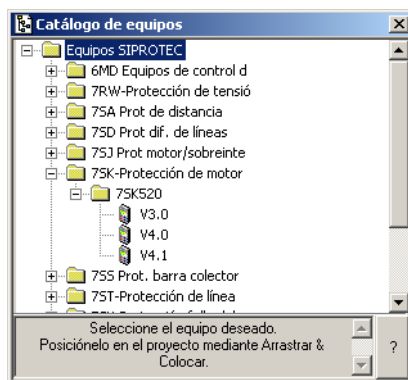 Catálogo de equipos
Equipos SIPROTEC
6MD Equipos de control d
7RW-Protección de tensió
7SA Prot de distancia
7SD Prot dif. de líneas
7SJ Prot motor/sobreinte
7SK-Protección de motor
7SK520
V3.0
V4.0
V4.1
7SS Prot. barra colector
7ST-Protección de línea
Seleccione el equipo deseado.
Posiciónelo en el proyecto mediante Arrastrar &
Colocar.
?